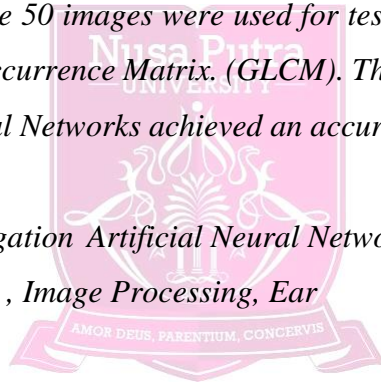 e 50 images were used for tes
Nusa Putra
ccurrence Matrix. (GLCM). Th
UNIVERSITY
al Networks achieved an accur
gation Artificial Neural Netwo
, Image Processing, Ear
AMOR DEUS, PARENTIUM, CONCERVIS